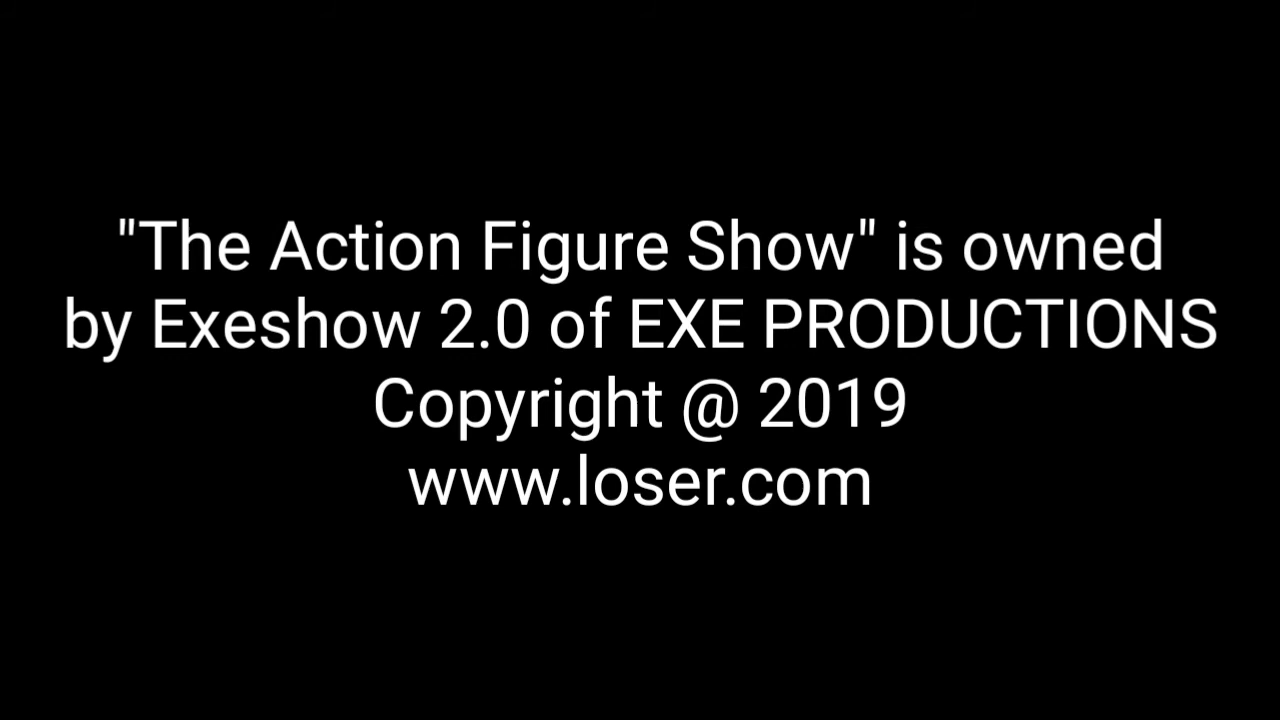 "The Action Figure Show" is owned
by Exeshow 2.0 of EXE PRODUCTIONS
Copyright @ 2019
www.loser.com